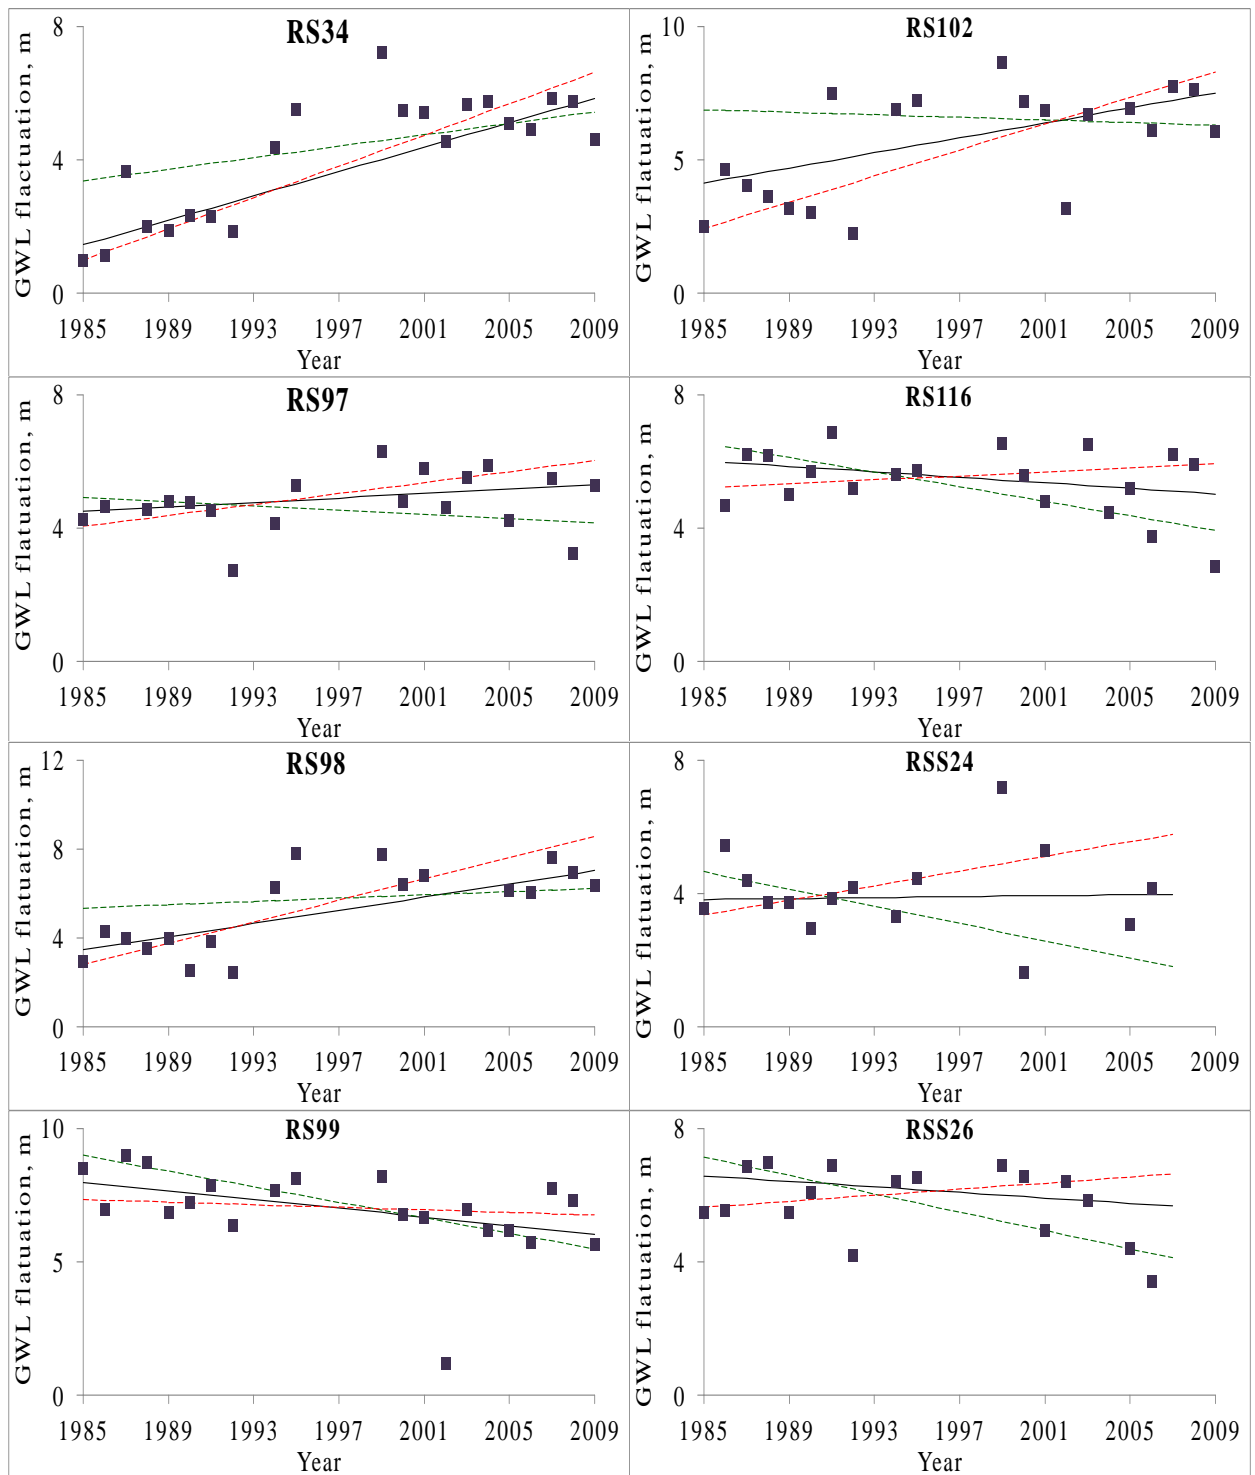 RS34
GWL flactuation, m
8
4
0
1985 1989 1993 1997 2001 2005 2009
Year
RS102
GWL flatuation, m
10
5
0
1985 1989 1993 1997 2001 2005 2009
Year
RS97
GWL flatuation, m
8
4
0
1985 1989 1993 1997 2001 2005 2009
Year
RS116
GWL flatuation, m
8
4
0
1985 1989 1993 1997 2001 2005 2009
Year
RS98
GWL flatuation, m
12
8
4
0
1985 1989 1993 1997 2001 2005 2009
Year
RSS24
GWL flatuation, m
8
4
0
1985 1989 1993 1997 2001 2005 2009
Year
RS99
GWL flatuation, m
10
5
0
1985 1989 1993 1997 2001 2005 2009
Year
RSS26
GWL flatuation, m
8
4
0
1985 1989 1993 1997 2001 2005 2009
Year